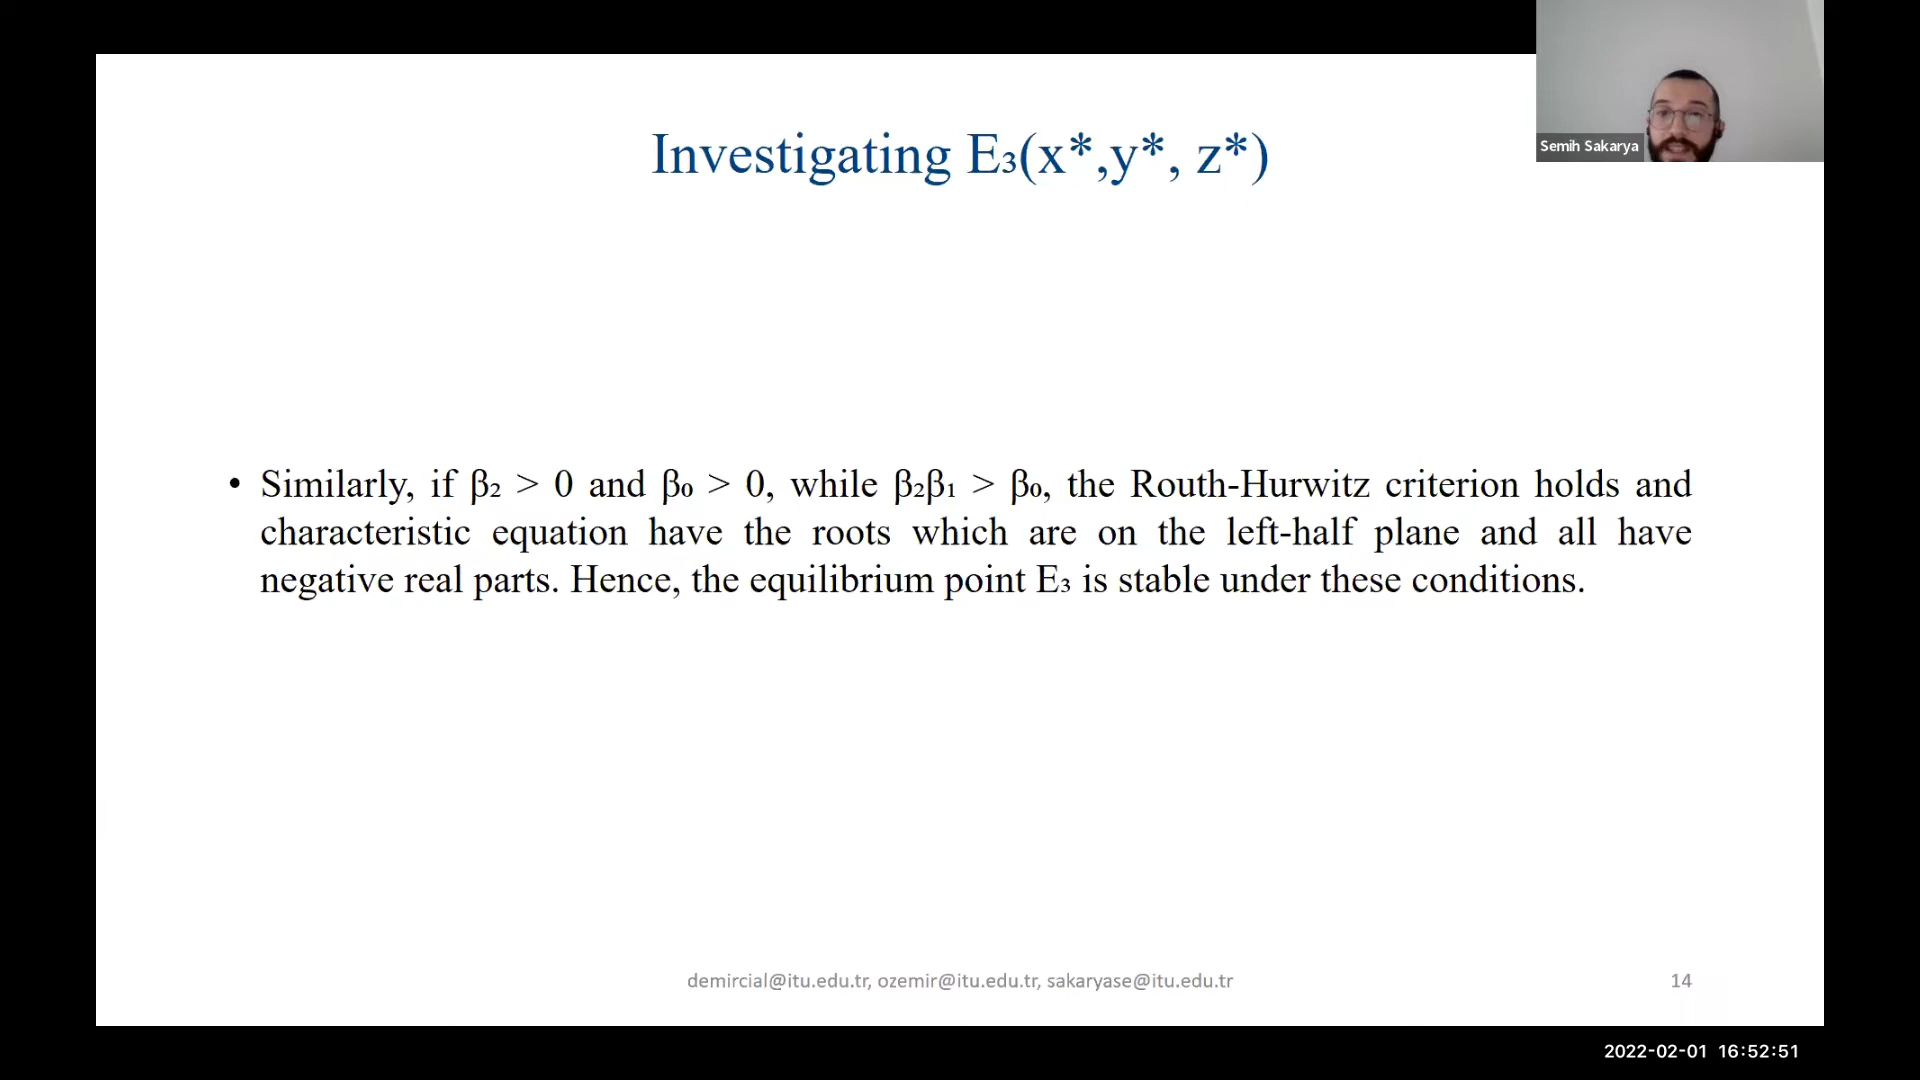 Semih Sakarya
Investigating E₃(x*,y*, z*)
• Similarly, if β₂ > 0 and β₀ > 0, while β₂β₁ > β₀, the Routh-Hurwitz criterion holds and
characteristic equation have the roots which are on the left-half plane and all have
negative real parts. Hence, the equilibrium point E₃ is stable under these conditions.
demircial@itu.edu.tr, ozemir@itu.edu.tr, sakaryase@itu.edu.tr
14
2022-02-01 16:52:51